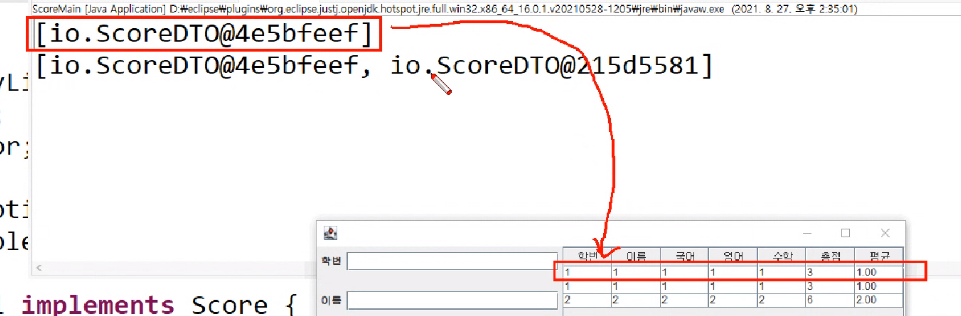 ScoreMain [Java Application] D:₩eclipse₩plugins₩org.eclipse.justj.openjdk.hotspot.jre.full.win32.x86_64_16.0.1.v20210528-1205₩jre₩bin₩javaw.exe (2021. 8. 27. 오후 2:35:01)
[io.ScoreDTO@4e5bfeef]
[io.ScoreDTO@4e5bfeef, io.ScoreDTO@215d5581]
학번 이름 국어 영어 수학 총점 평균
학번
1 1 1 1 1 3 1.00
1 1 1 1 1 3 1.00
이름
2 2 2 2 2 6 2.00
implements Score {